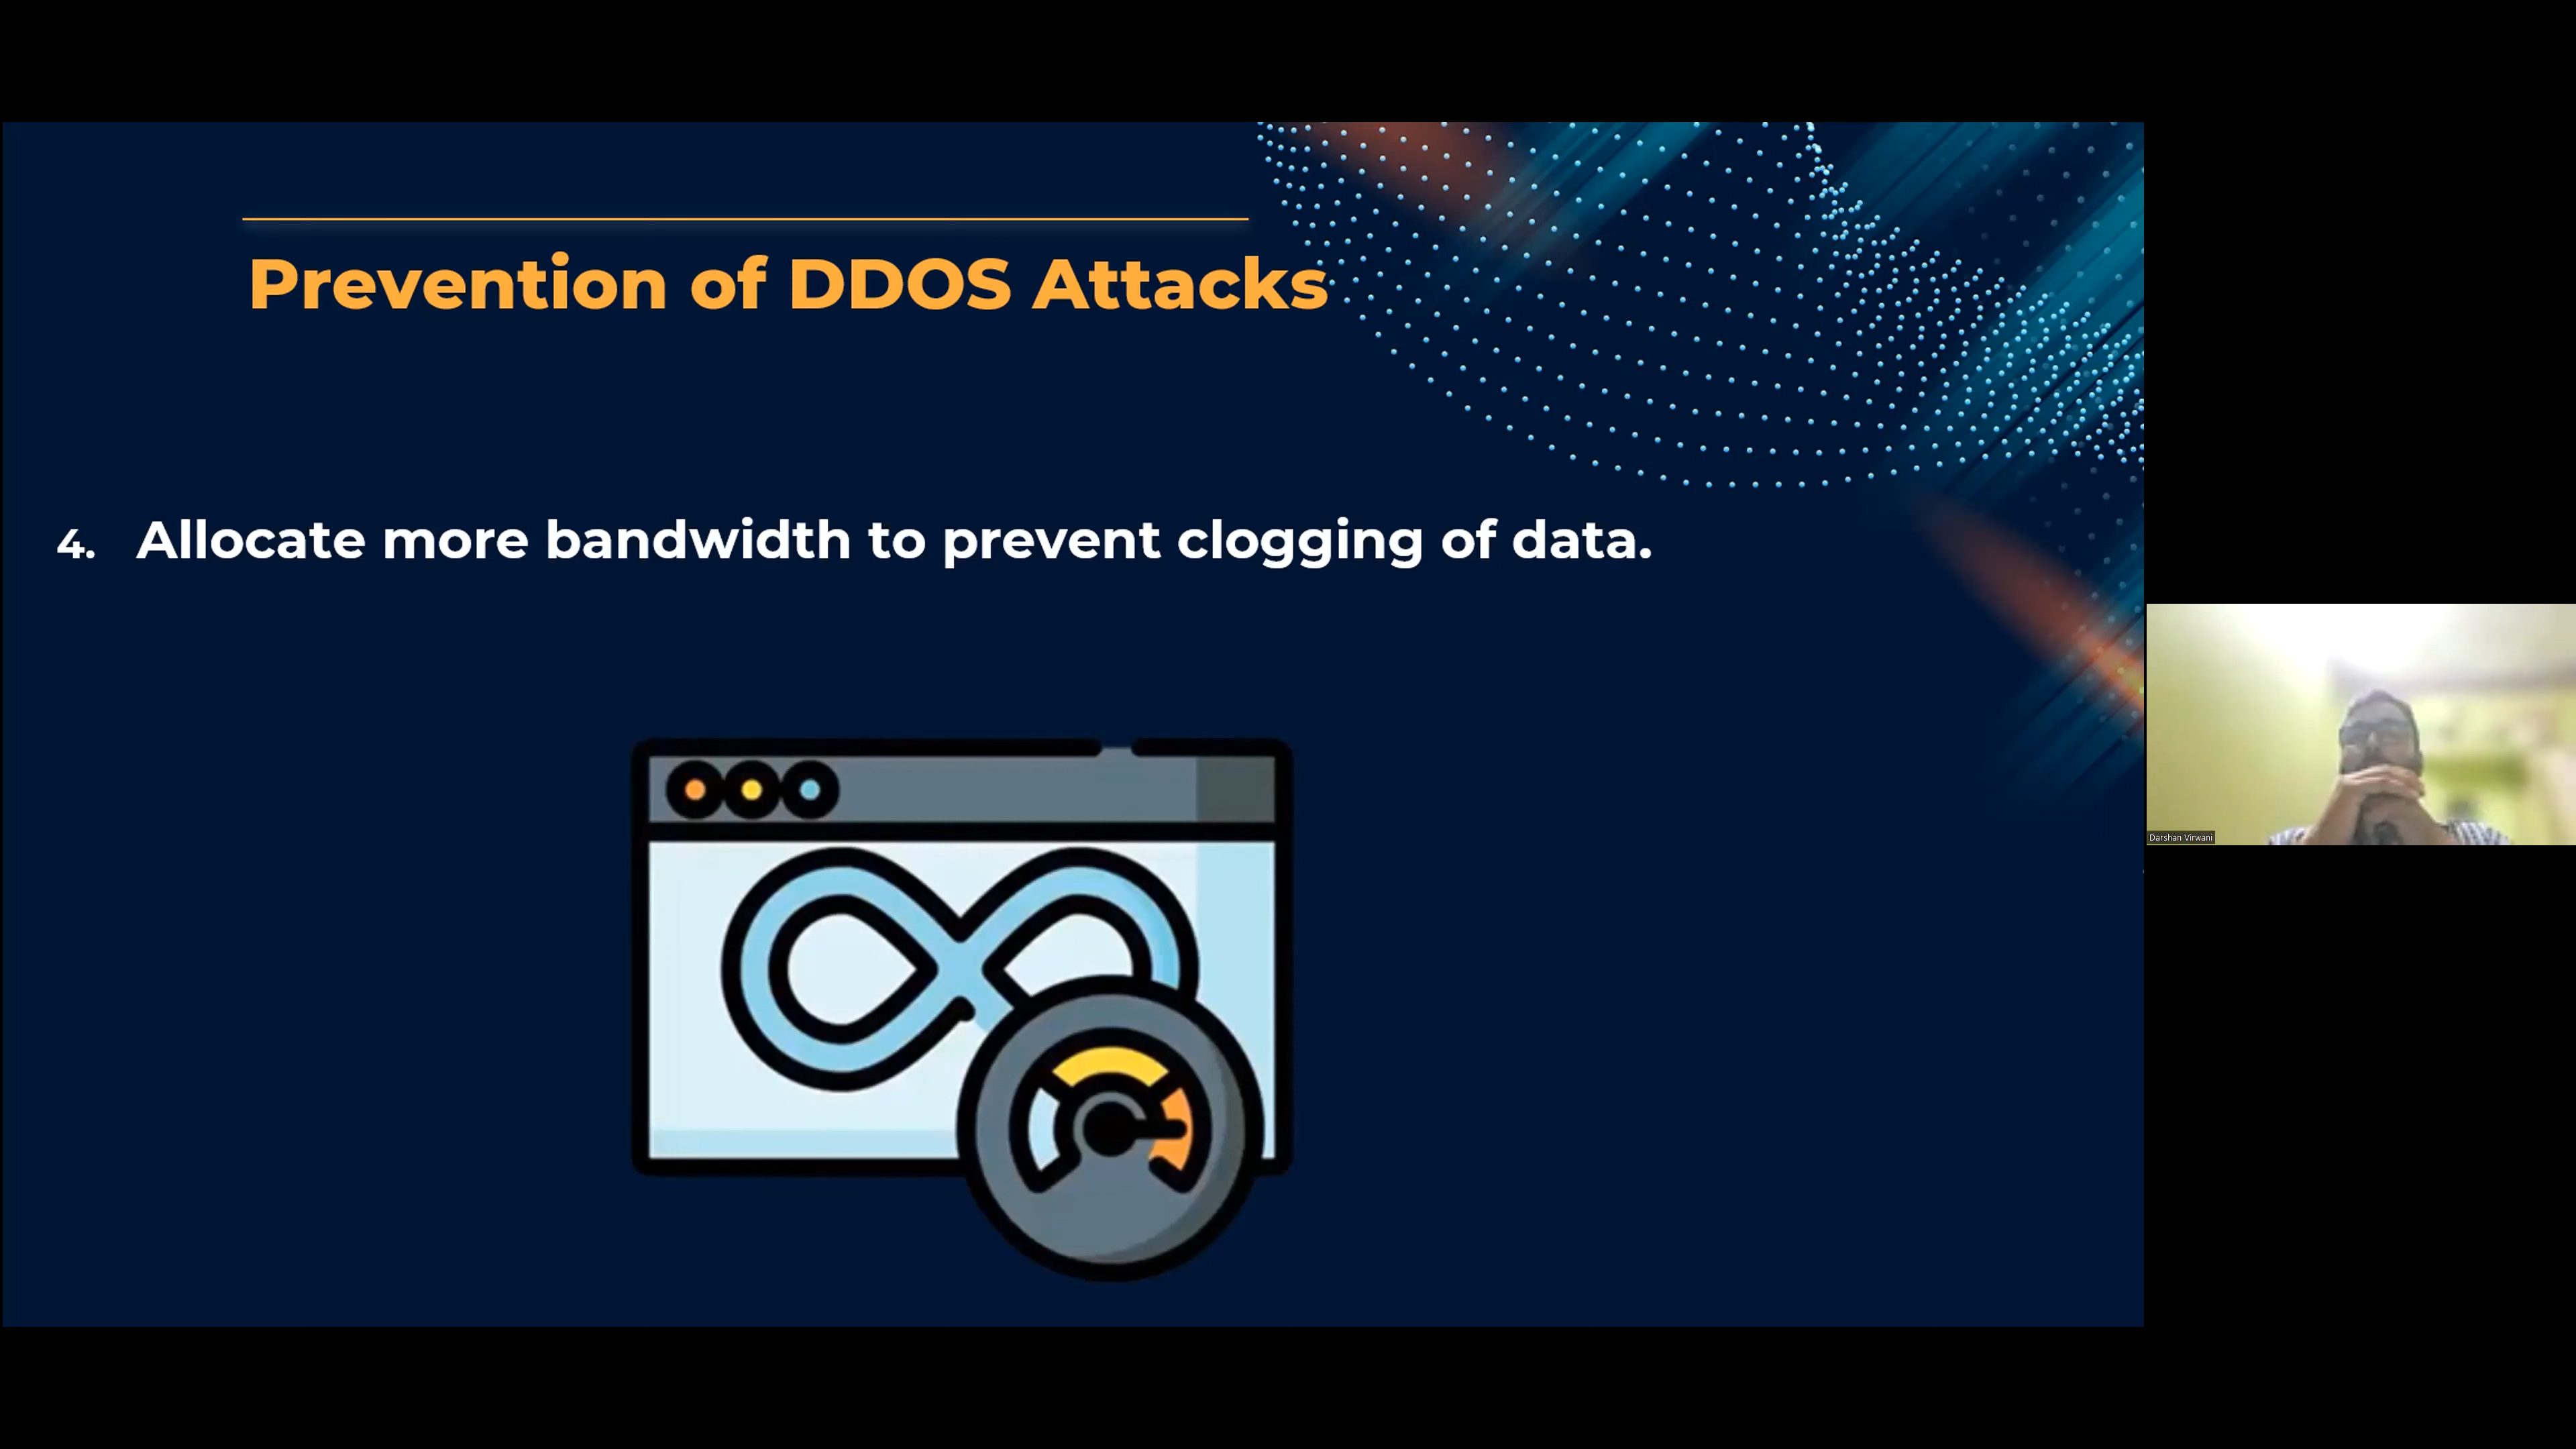 Prevention of DDOS Attacks
4. Allocate more bandwidth to prevent clogging of data.
Darshan Virwani